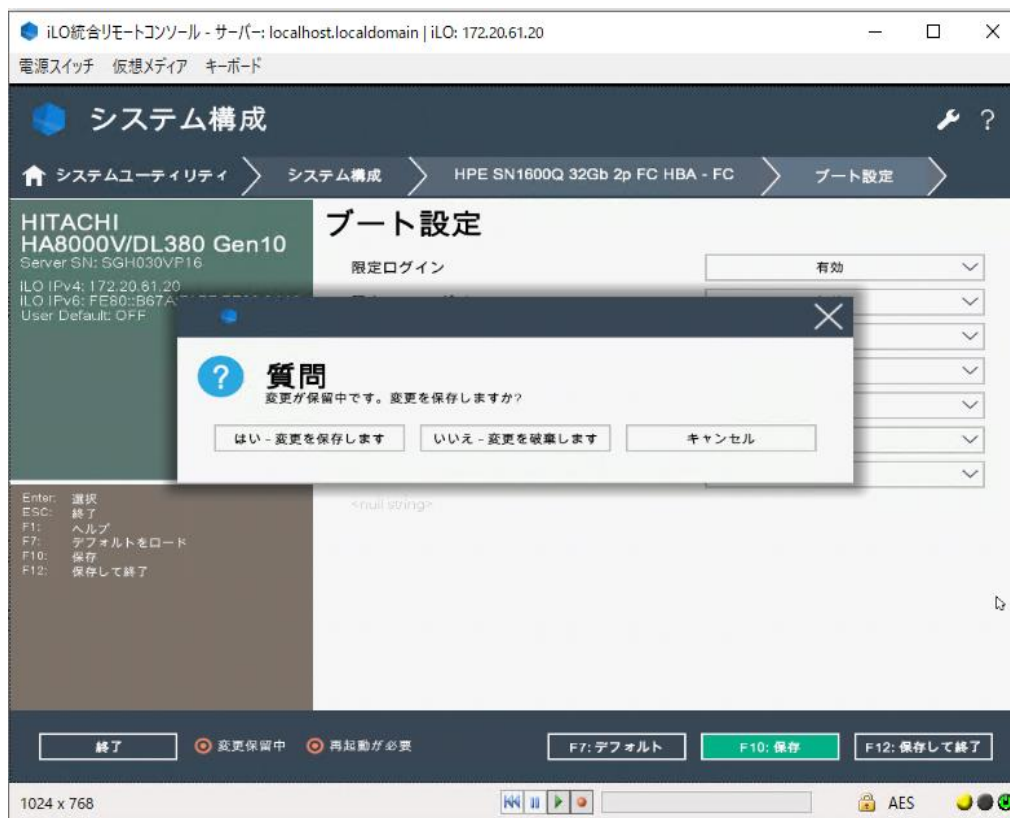 iLO統合リモートコンソール - サーバー: localhost.localdomain | iLO: 172.20.61.20
電源スイッチ 仮想メディア キーボード
システム構成
?
システムユーティリティ システム構成 HPE SN1600Q 32Gb 2p FC HBA - FC ブート設定
HITACHI
HA8000V/DL380 Gen10
Server SN: SGH030VP16
iLO IPv4: 172.20.61.20
iLO IPv6: FE80::B67A
User Default: OFF
ブート設定
限定ログイン 有効
?
質問
変更が保留中です。変更を保存しますか?
はい - 変更を保存します いいえ - 変更を破棄します キャンセル
<null string>
Enter: 選択
ESC: 終了
F1: ヘルプ
F7: デフォルトをロード
F10: 保存
F12: 保存して終了
終了 変更保留中 再起動が必要 F7: デフォルト F10: 保存 F12: 保存して終了
1024 x 768 AES